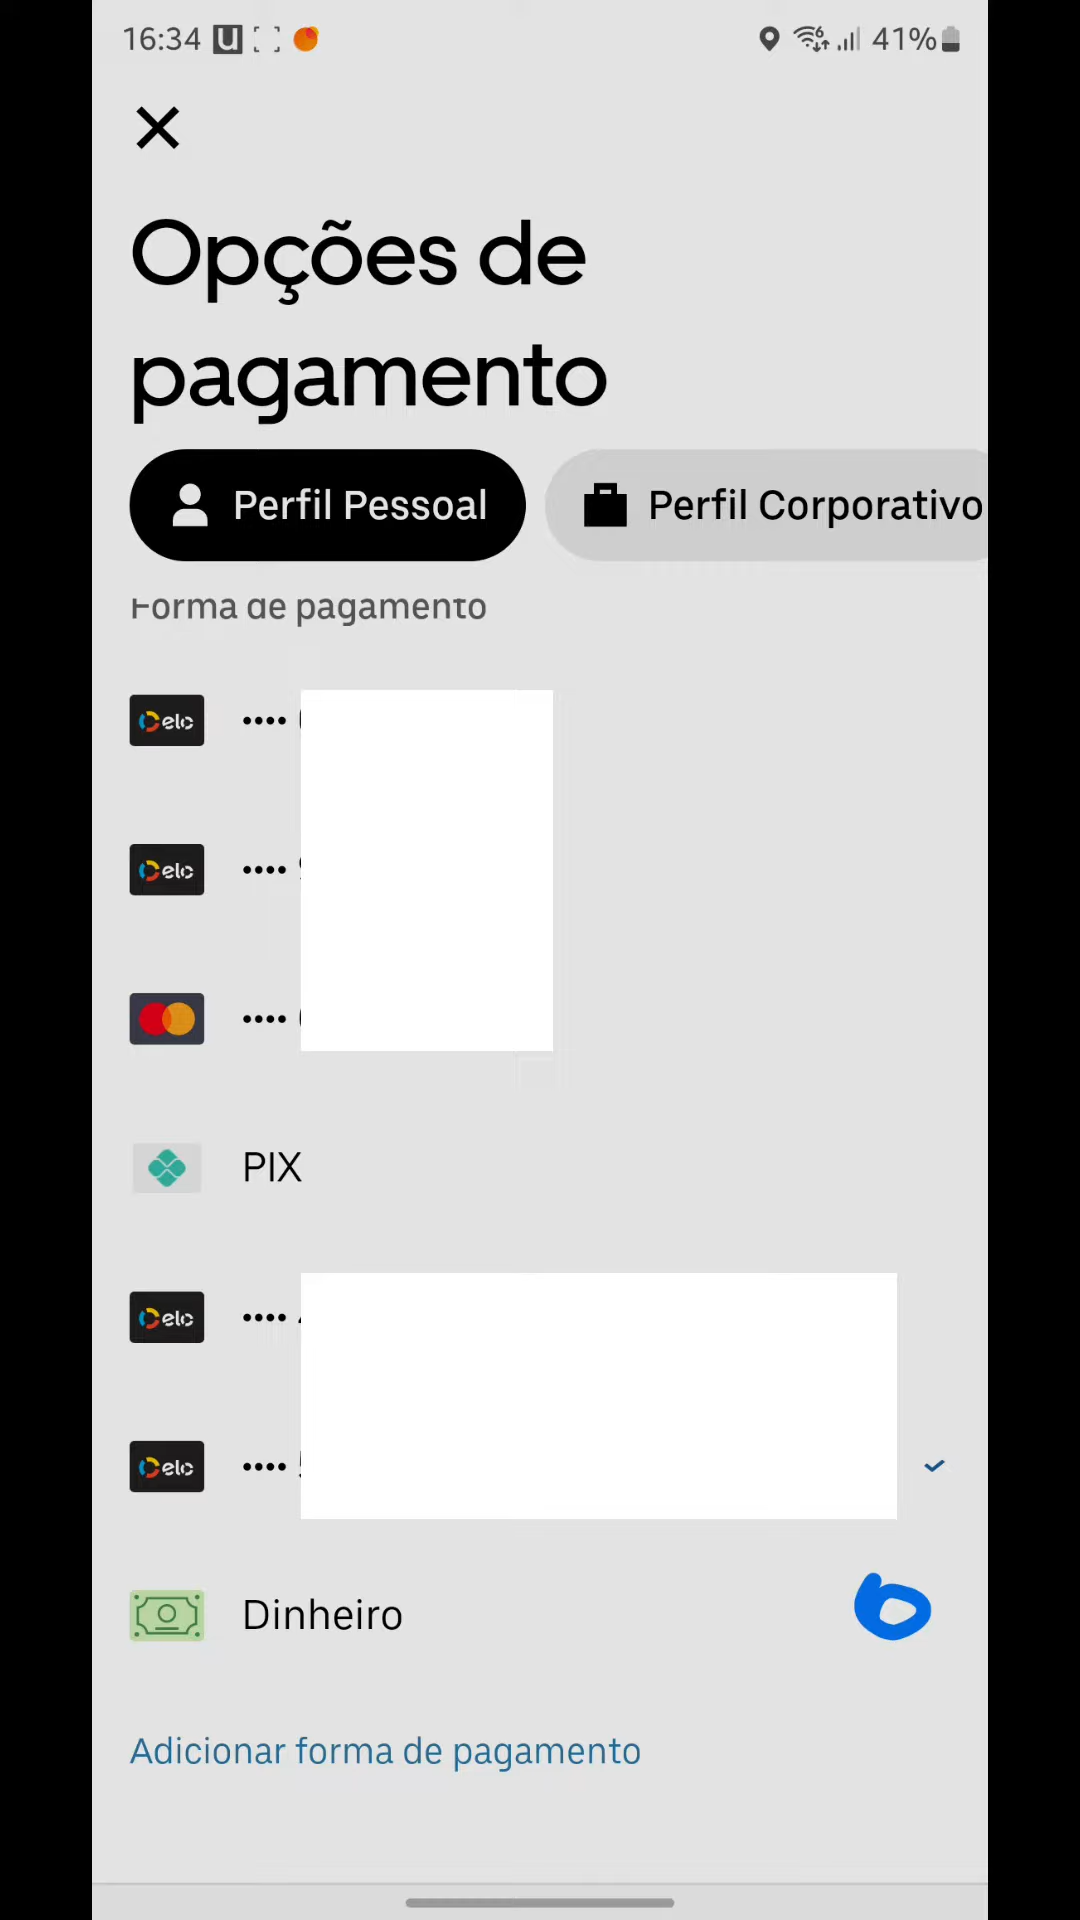 16:34
41%
Opções de
pagamento
Perfil Pessoal
Perfil Corporativo
Forma de pagamento
elo ••••
elo ••••
••••
PIX
elo ••••
elo ••••
Dinheiro
Adicionar forma de pagamento